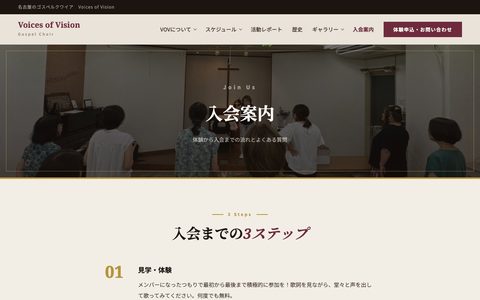 名古屋のゴスペルクワイア Voices of Vision
Voices of Vision
Gospel Choir
VOVについて スケジュール 活動レポート 歴史 ギャラリー 入会案内 体験申込・お問い合わせ
Join Us
入会案内
体験から入会までの流れとよくある質問
3 Steps
入会までの3ステップ
01
見学・体験
メンバーになったつもりで最初から最後まで積極的に参加を！歌詞を見ながら、堂々と声を出し
て歌ってみてください。何度でも無料。